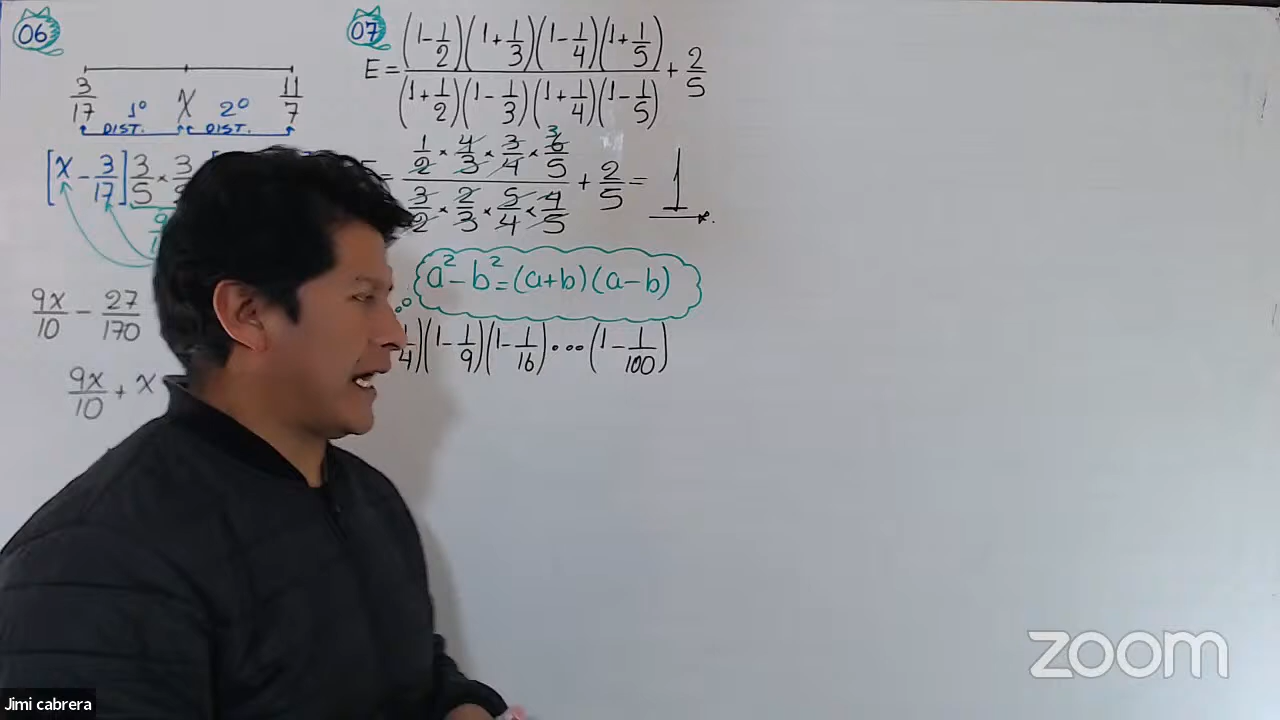 06
3/17 X 11/7
1° 2°
DIST. DIST.
[x - 3/17] 3/5 × 3/
9x/10 - 27/170
9x/10 + x
07
E = (1-1/2)(1+1/3)(1-1/4)(1+1/5) / (1+1/2)(1-1/3)(1+1/4)(1-1/5) + 2/5
= 1/2 × 4/3 × 3/4 × 6/5 / 3/2 × 2/3 × 5/4 × 4/5 + 2/5 = 1
3
a² - b² = (a+b)(a-b)
/4)(1-1/9)(1-1/16)...(1-1/100)
zoom
Jimi cabrera